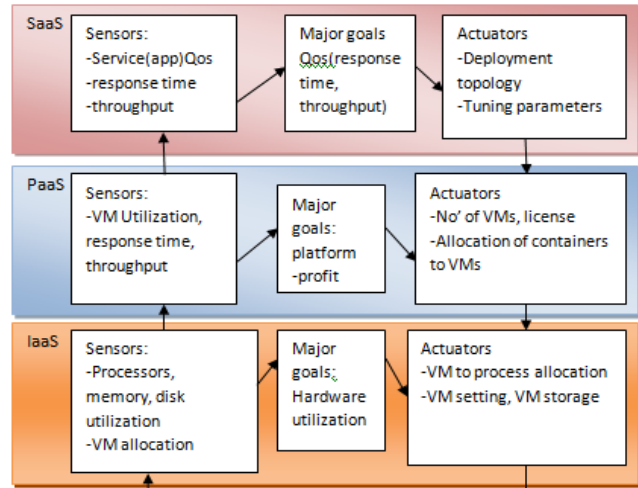 SaaS
Sensors:
-Service(app)Qos
-response time
-throughput
Major goals
Qos(response
time,
throughput)
Actuators
-Deployment
topology
-Tuning parameters
PaaS
Sensors:
-VM Utilization,
response time,
throughput
Major
goals:
platform
-profit
Actuators
-No' of VMs, license
-Allocation of containers
to VMs
IaaS
Sensors:
-Processors,
memory, disk
utilization
-VM allocation
Major
goals:
Hardware
utilization
Actuators
-VM to process allocation
-VM setting, VM storage